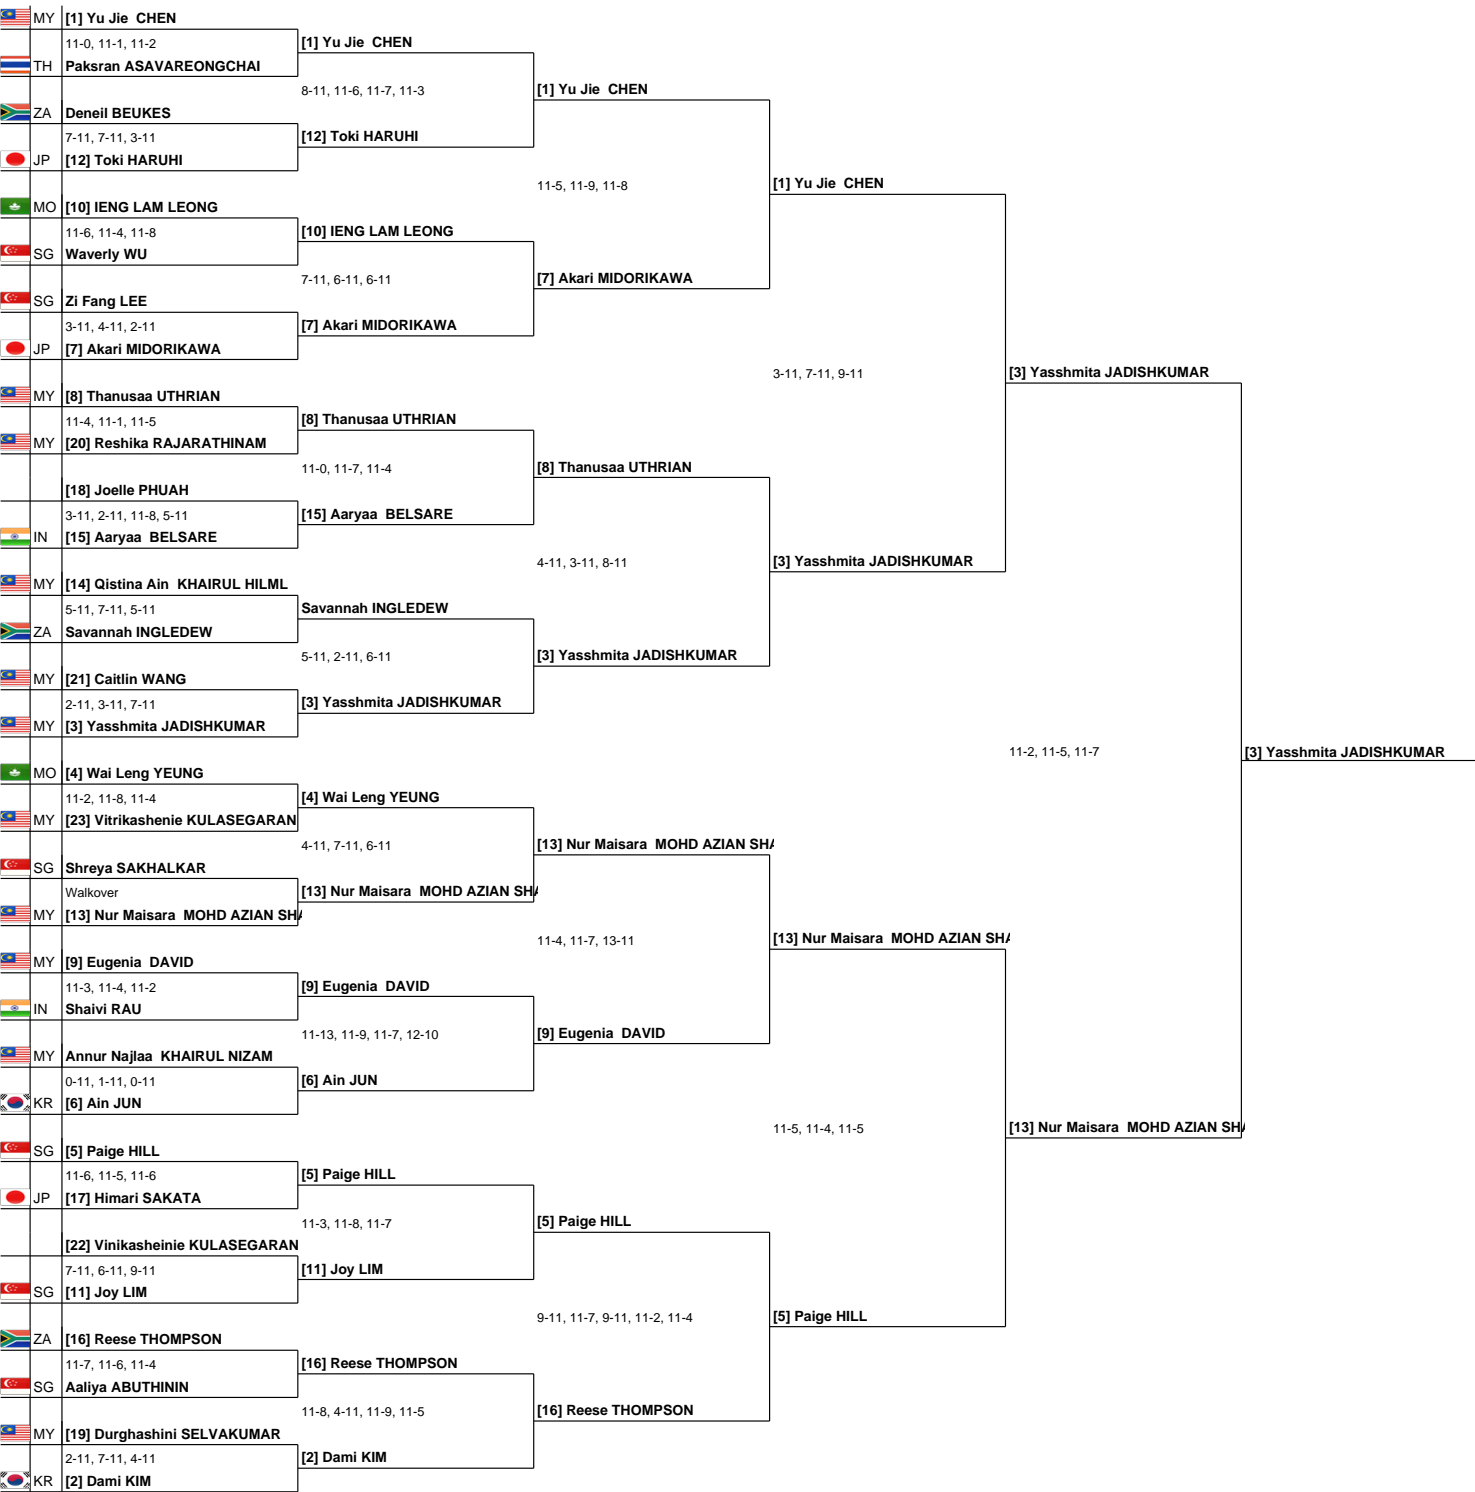 MY [1] Yu Jie CHEN
11-0, 11-1, 11-2
TH Paksran ASAVAREONGCHAI
ZA Deneil BEUKES
7-11, 7-11, 3-11
JP [12] Toki HARUHI
MO [10] IENG LAM LEONG
11-6, 11-4, 11-8
SG Waverly WU
SG Zi Fang LEE
3-11, 4-11, 2-11
JP [7] Akari MIDORIKAWA
MY [8] Thanusaa UTHRIAN
11-4, 11-1, 11-5
MY [20] Reshika RAJARATHINAM
[18] Joelle PHUAH
3-11, 2-11, 11-8, 5-11
IN [15] Aaryaa BELSARE
MY [14] Qistina Ain KHAIRUL HILML
5-11, 7-11, 5-11
ZA Savannah INGLEDEW
MY [21] Caitlin WANG
2-11, 3-11, 7-11
MY [3] Yasshmita JADISHKUMAR
MO [4] Wai Leng YEUNG
11-2, 11-8, 11-4
MY [23] Vitrikashenie KULASEGARAN
SG Shreya SAKHALKAR
Walkover
MY [13] Nur Maisara MOHD AZIAN SHA
MY [9] Eugenia DAVID
11-3, 11-4, 11-2
IN Shaivi RAU
MY Annur Najlaa KHAIRUL NIZAM
0-11, 1-11, 0-11
KR [6] Ain JUN
SG [5] Paige HILL
11-6, 11-5, 11-6
JP [17] Himari SAKATA
[22] Vinikasheinie KULASEGARAN
7-11, 6-11, 9-11
SG [11] Joy LIM
ZA [16] Reese THOMPSON
11-7, 11-6, 11-4
SG Aaliya ABUTHININ
MY [19] Durghashini SELVAKUMAR
2-11, 7-11, 4-11
KR [2] Dami KIM
[1] Yu Jie CHEN
8-11, 11-6, 11-7, 11-3
[12] Toki HARUHI
[10] IENG LAM LEONG
7-11, 6-11, 6-11
[7] Akari MIDORIKAWA
[8] Thanusaa UTHRIAN
11-0, 11-7, 11-4
[15] Aaryaa BELSARE
Savannah INGLEDEW
5-11, 2-11, 6-11
[3] Yasshmita JADISHKUMAR
[4] Wai Leng YEUNG
4-11, 7-11, 6-11
[13] Nur Maisara MOHD AZIAN SHA
[9] Eugenia DAVID
11-13, 11-9, 11-7, 12-10
[6] Ain JUN
[5] Paige HILL
11-3, 11-8, 11-7
[11] Joy LIM
[16] Reese THOMPSON
11-8, 4-11, 11-9, 11-5
[2] Dami KIM
[1] Yu Jie CHEN
11-5, 11-9, 11-8
[7] Akari MIDORIKAWA
[8] Thanusaa UTHRIAN
4-11, 3-11, 8-11
[3] Yasshmita JADISHKUMAR
[13] Nur Maisara MOHD AZIAN SHA
11-4, 11-7, 13-11
[9] Eugenia DAVID
[5] Paige HILL
9-11, 11-7, 9-11, 11-2, 11-4
[16] Reese THOMPSON
[1] Yu Jie CHEN
3-11, 7-11, 9-11
[3] Yasshmita JADISHKUMAR
[13] Nur Maisara MOHD AZIAN SHA
11-5, 11-4, 11-5
[5] Paige HILL
[3] Yasshmita JADISHKUMAR
11-2, 11-5, 11-7
[13] Nur Maisara MOHD AZIAN SHA
[3] Yasshmita JADISHKUMAR